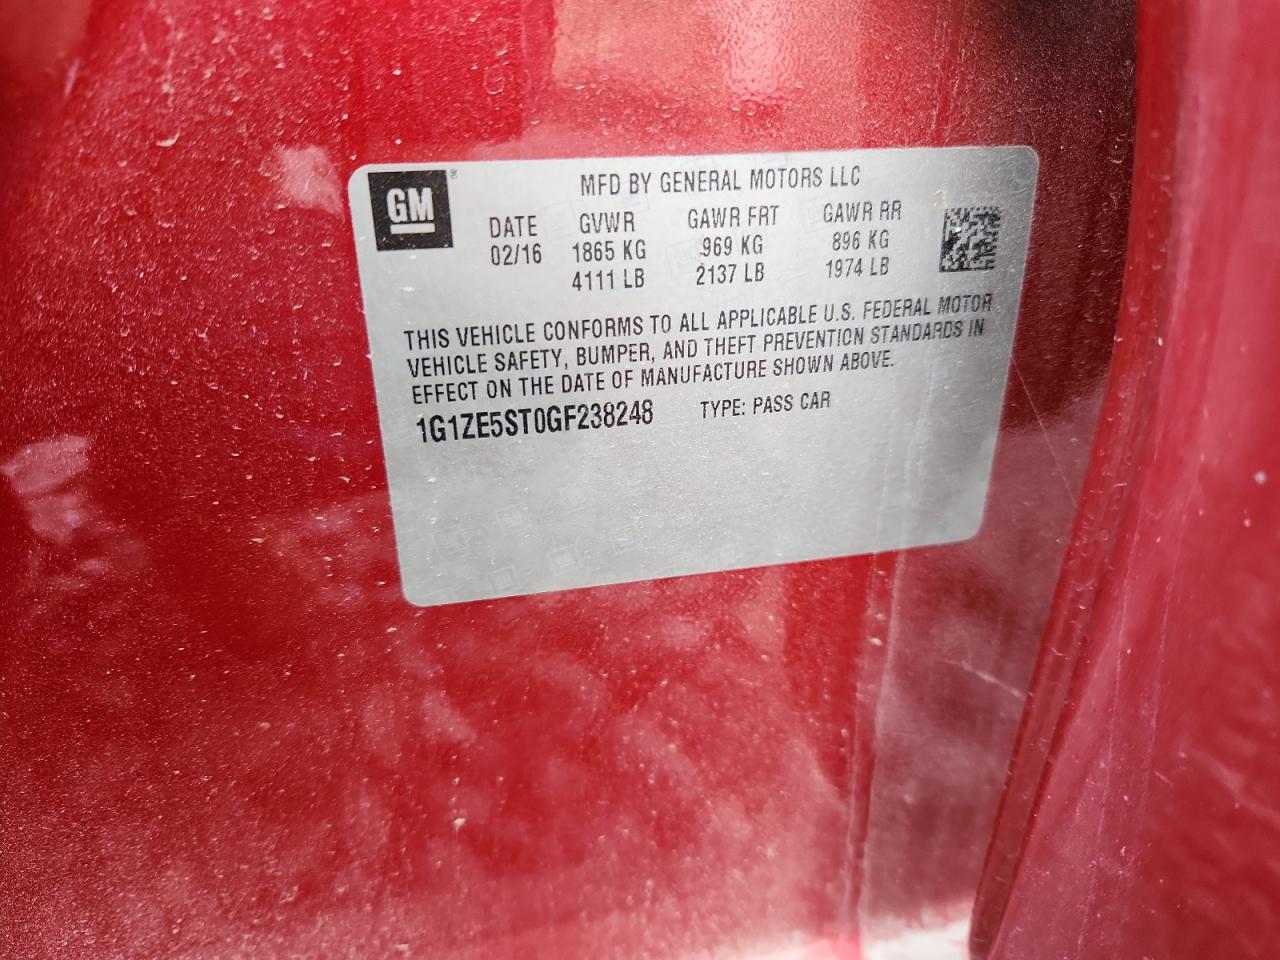 GM®
MFD BY GENERAL MOTORS LLC
DATE GVWR GAWR FRT GAWR RR
02/16 1865 KG 969 KG 896 KG
4111 LB 2137 LB 1974 LB
THIS VEHICLE CONFORMS TO ALL APPLICABLE U.S. FEDERAL MOTOR
VEHICLE SAFETY, BUMPER, AND THEFT PREVENTION STANDARDS IN
EFFECT ON THE DATE OF MANUFACTURE SHOWN ABOVE.
1G1ZE5ST0GF238248 TYPE: PASS CAR